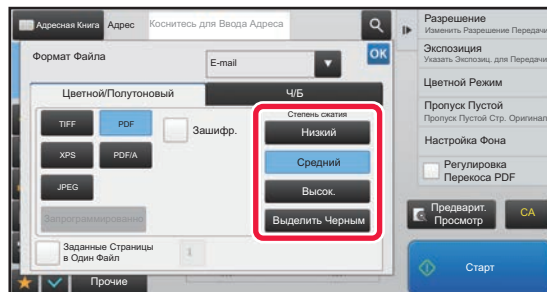 Адресная Книга
Адрес
Коснитесь для Ввода Адреса
Формат Файла
E-mail
OK
Цветной/Полутоновый
Ч/Б
TIFF
PDF
Зашифр.
XPS
PDF/A
JPEG
Запрограммированно
Степень сжатия
Низкий
Средний
Высок.
Выделить Черным
Заданные Страницы
в Один Файл
1
Прочие
Разрешение
Изменить Разрешение Передачи
Экспозиция
Указать Экспозиц. для Передачи
Цветной Режим
Пропуск Пустой
Пропуск Пустой Стр. Оригинал
Настройка Фона
Регулировка
Перекоса PDF
Предварит.
Просмотр
CA
Старт